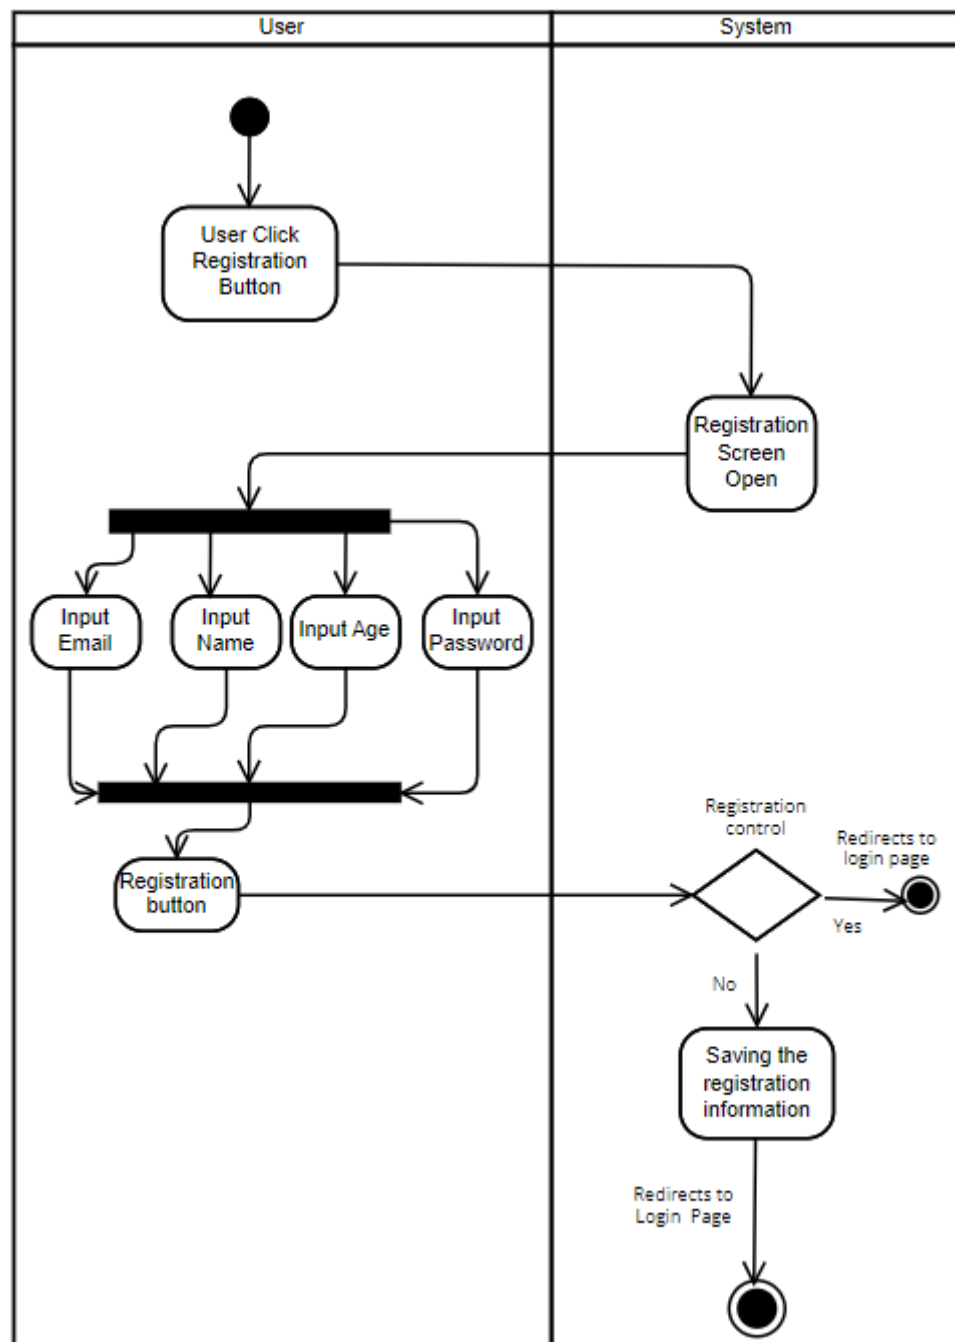 User
System
User Click
Registration
Button
Registration
Screen
Open
Input
Email
Input
Name
Input Age
Input
Password
Registration
button
Registration
control
Redirects to
login page
Yes
No
Saving the
registration
information
Redirects to
Login Page